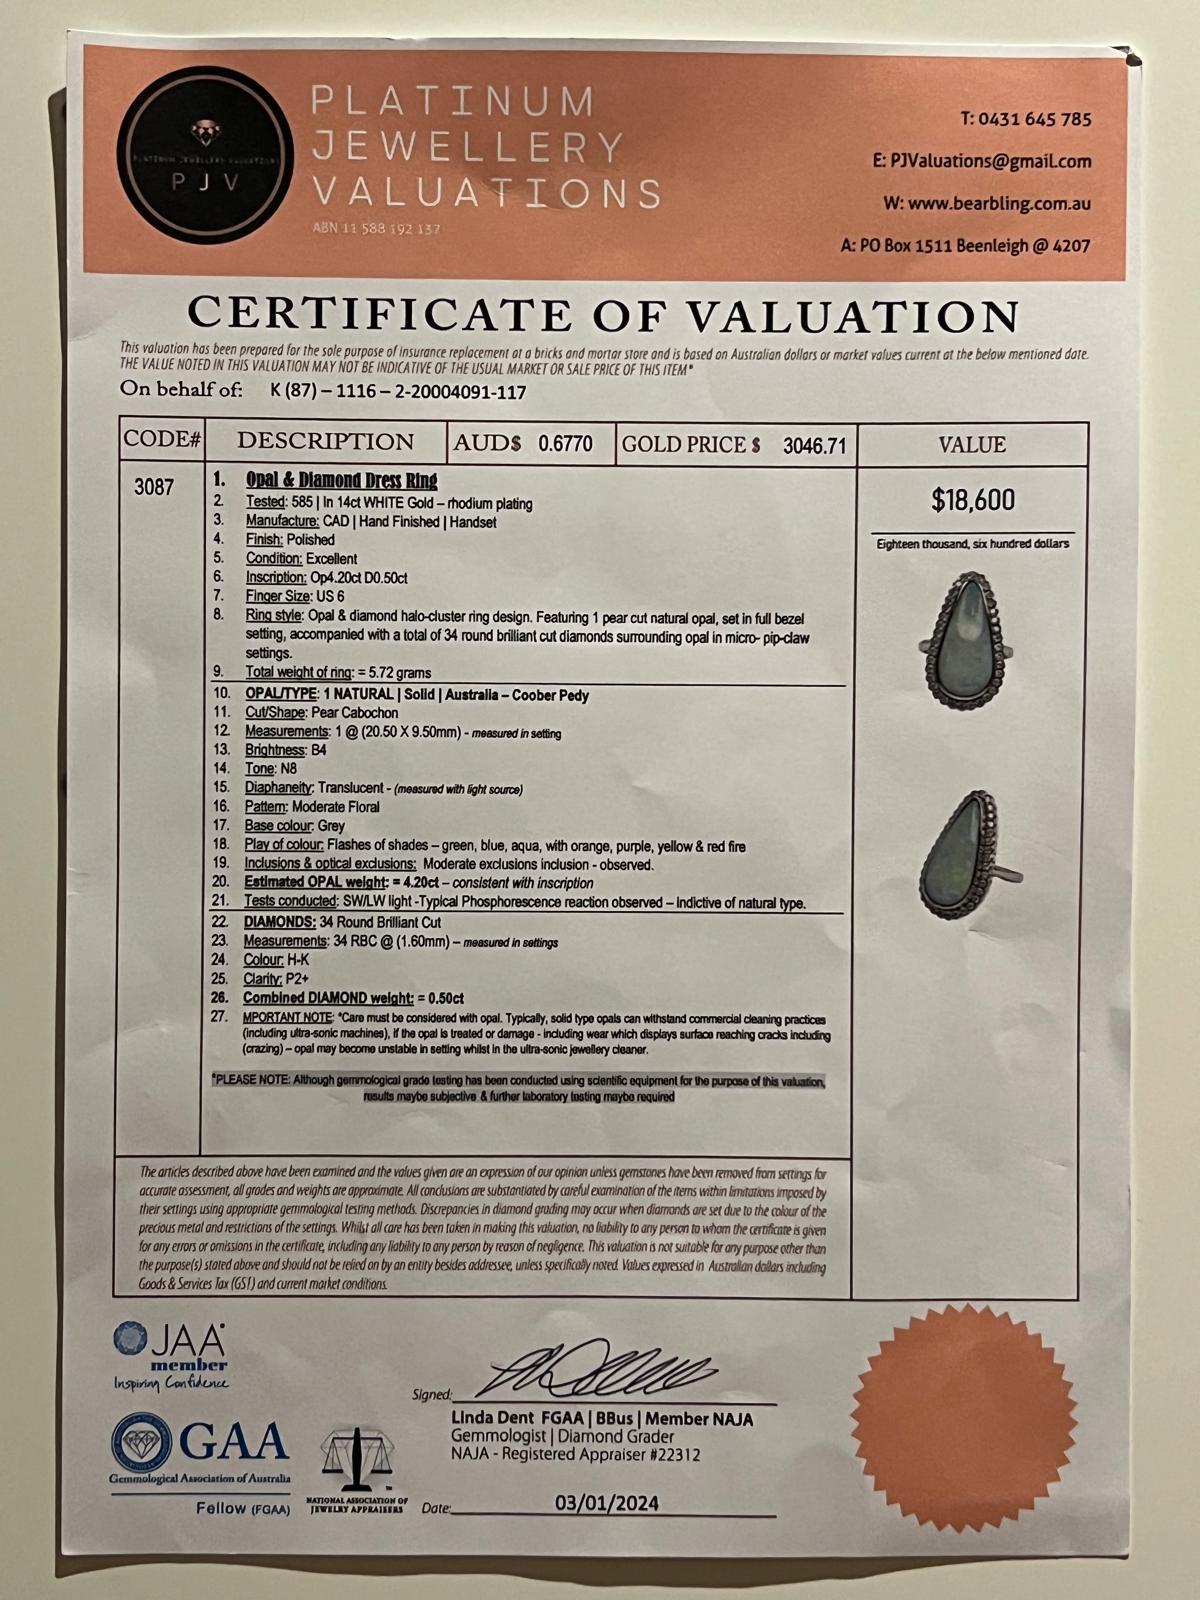 PLATINUM JEWELLERY VALUATIONS
P J V
PLATINUM
JEWELLERY
VALUATIONS
ABN 11 588 192 137
T: 0431 645 785
E: PJValuations@gmail.com
W: www.bearbling.com.au
A: PO Box 1511 Beenleigh @ 4207
CERTIFICATE OF VALUATION
This valuation has been prepared for the sole purpose of insurance replacement at a bricks and mortar store and is based on Australian dollars or market values current at the below mentioned date.
THE VALUE NOTED IN THIS VALUATION MAY NOT BE INDICATIVE OF THE USUAL MARKET OR SALE PRICE OF THIS ITEM*
On behalf of: K (87) – 1116 – 2-20004091-117
CODE# DESCRIPTION AUD$ 0.6770 GOLD PRICE $ 3046.71 VALUE
3087
1. Opal & Diamond Dress Ring
2. Tested: 585 | In 14ct WHITE Gold – rhodium plating
3. Manufacture: CAD | Hand Finished | Handset
4. Finish: Polished
5. Condition: Excellent
6. Inscription: Op4.20ct D0.50ct
7. Finger Size: US 6
8. Ring style: Opal & diamond halo-cluster ring design. Featuring 1 pear cut natural opal, set in full bezel
setting, accompanied with a total of 34 round brilliant cut diamonds surrounding opal in micro- pip-claw
settings.
9. Total weight of ring: = 5.72 grams
10. OPAL/TYPE: 1 NATURAL | Solid | Australia – Coober Pedy
11. Cut/Shape: Pear Cabochon
12. Measurements: 1 @ (20.50 X 9.50mm) - measured in setting
13. Brightness: B4
14. Tone: N8
15. Diaphaneity: Translucent - (measured with light source)
16. Pattern: Moderate Floral
17. Base colour: Grey
18. Play of colour: Flashes of shades – green, blue, aqua, with orange, purple, yellow & red fire
19. Inclusions & optical exclusions: Moderate exclusions inclusion - observed.
20. Estimated OPAL weight: = 4.20ct – consistent with inscription
21. Tests conducted: SW/LW light -Typical Phosphorescence reaction observed – Indictive of natural type.
22. DIAMONDS: 34 Round Brilliant Cut
23. Measurements: 34 RBC @ (1.60mm) – measured in settings
24. Colour: H-K
25. Clarity: P2+
26. Combined DIAMOND weight: = 0.50ct
27. MPORTANT NOTE: *Care must be considered with opal. Typically, solid type opals can withstand commercial cleaning practices
(including ultra-sonic machines), if the opal is treated or damage - including wear which displays surface reaching cracks including
(crazing) – opal may become unstable in setting whilst in the ultra-sonic jewellery cleaner.
*PLEASE NOTE: Although gemmological grade testing has been conducted using scientific equipment for the purpose of this valuation,
results maybe subjective & further laboratory testing maybe required
$18,600
Eighteen thousand, six hundred dollars
The articles described above have been examined and the values given are an expression of our opinion unless gemstones have been removed from settings for
accurate assessment, all grades and weights are approximate. All conclusions are substantiated by careful examination of the items within limitations imposed by
their settings using appropriate gemmological testing methods. Discrepancies in diamond grading may occur when diamonds are set due to the colour of the
precious metal and restrictions of the settings. Whilst all care has been taken in making this valuation, no liability to any person to whom the certificate is given
for any errors or omissions in the certificate, including any liability to any person by reason of negligence. This valuation is not suitable for any purpose other than
the purpose(s) stated above and should not be relied on by an entity besides addressee, unless specifically noted. Values expressed in Australian dollars including
Goods & Services Tax (GST) and current market conditions.
JAA
member
Inspiring Confidence
GAA
Gemmological Association of Australia
Fellow (FGAA)
NATIONAL ASSOCIATION OF
JEWELRY APPRAISERS
TM
Signed:
Linda Dent FGAA | BBus | Member NAJA
Gemmologist | Diamond Grader
NAJA - Registered Appraiser #22312
Date: 03/01/2024